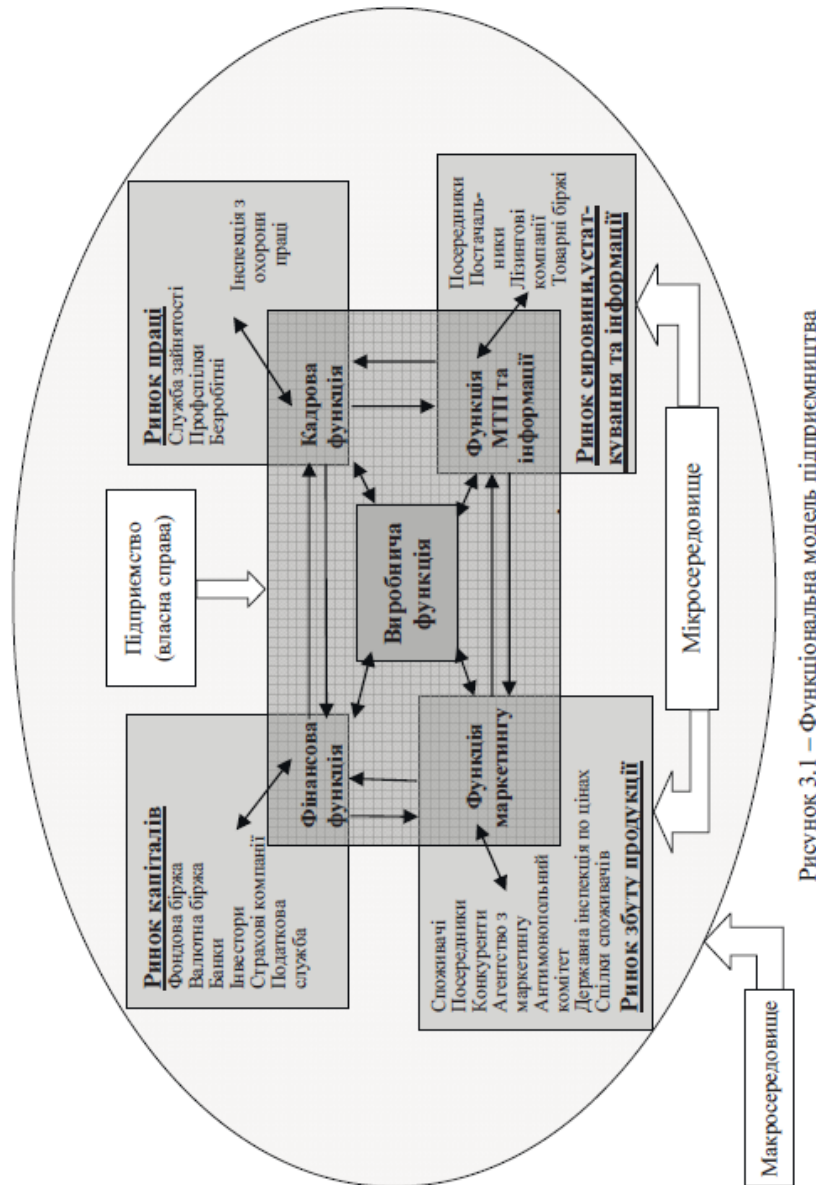 Підприємство
(власна справа)
Ринок капіталів
Фондова біржа
Валютна біржа
Банки
Інвестори
Страхові компанії
Податкова
служба
Фінансова
функція
Ринок праці
Служба зайнятості
Профспілки
Безробітні
Інспекція з
охорони
праці
Кадрова
функція
Виробнича
функція
Функція
маркетингу
Споживачі
Посередники
Конкуренти
Агентство з
маркетингу
Антимонопольний
комітет
Державна інспекція по цінах
Спілки споживачів
Ринок збуту продукції
Функція
МТП та
інформації
Посередники
Постачаль-
ники
Лізингові
компанії
Товарні біржі
Ринок сировини,устат-
кування та інформації
Мікросередовище
Макросередовище
Рисунок 3.1 – Функціональна модель підприємництва